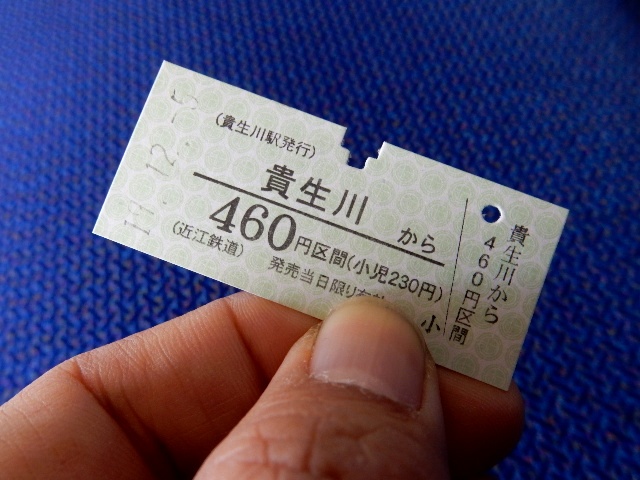 11. 12. 25
(貴生川駅発行)
貴生川 から
460円区間(小児230円)
(近江鉄道) 発売当日限り有効
小
貴生川から
460円区間